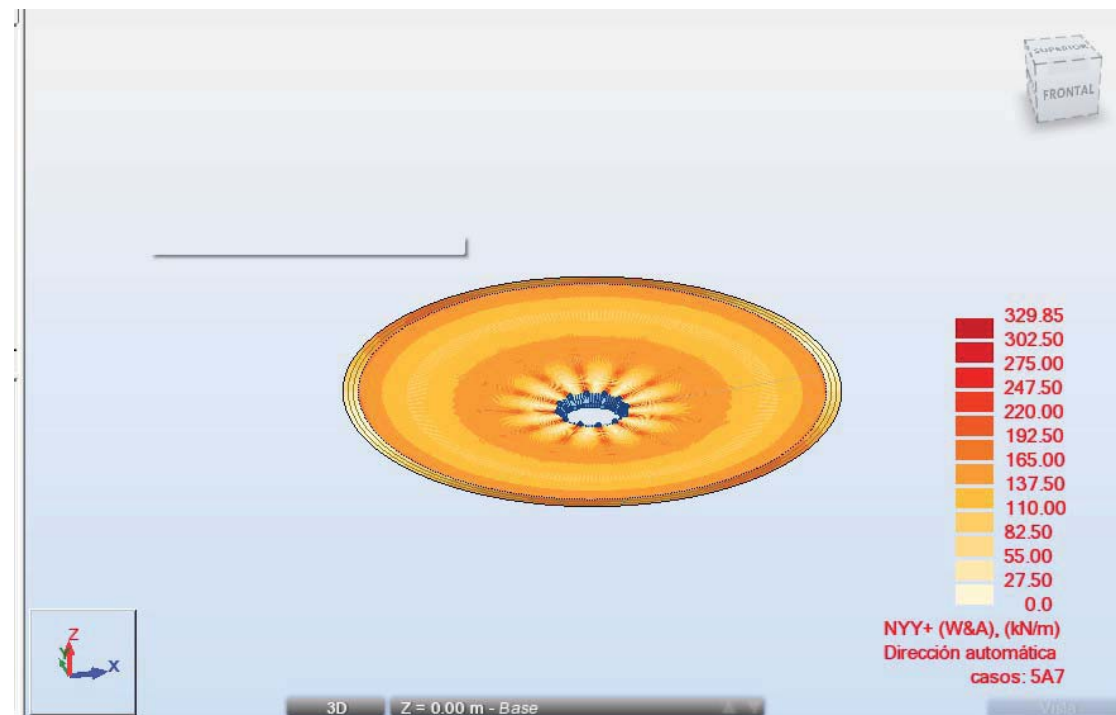 SUPERIOR
FRONTAL
329.85
302.50
275.00
247.50
220.00
192.50
165.00
137.50
110.00
82.50
55.00
27.50
0.0
NYY+ (W&A), (kN/m)
Dirección automática
casos: 5A7
Z
Y
X
3D
Z = 0.00 m - Base
Vista